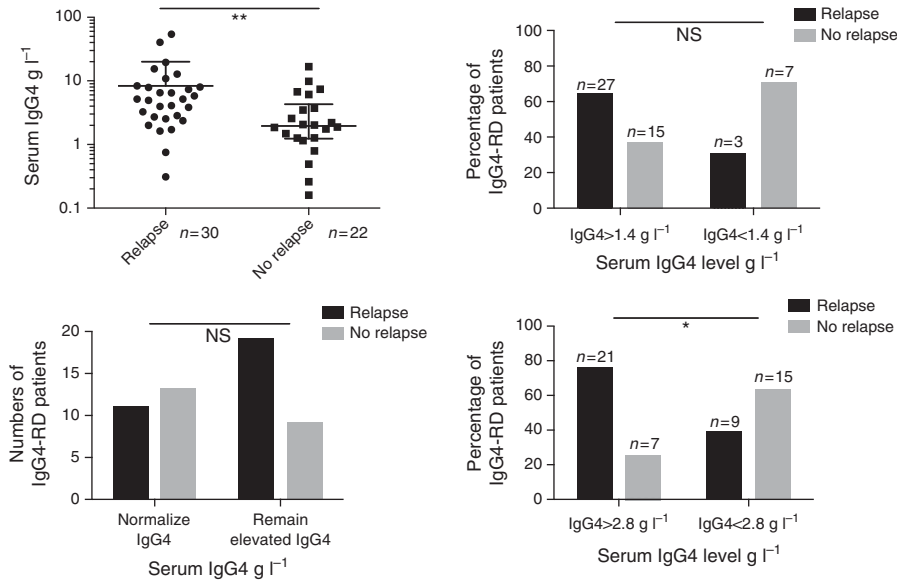 **
100
10
1
0.1
Serum IgG4 g l⁻¹
Relapse
n=30
No relapse
n=22
Relapse
No relapse
NS
100
80
60
40
20
0
Percentage of
IgG4-RD patients
n=27
n=15
n=3
n=7
IgG4>1.4 g l⁻¹
IgG4<1.4 g l⁻¹
Serum IgG4 level g l⁻¹
Relapse
No relapse
NS
20
15
10
5
0
Numbers of
IgG4-RD patients
Normalize
IgG4
Remain
elevated IgG4
Serum IgG4 g l⁻¹
Relapse
No relapse
*
100
80
60
40
20
0
Percentage of
IgG4-RD patients
n=21
n=7
n=9
n=15
IgG4>2.8 g l⁻¹
IgG4<2.8 g l⁻¹
Serum IgG4 level g l⁻¹